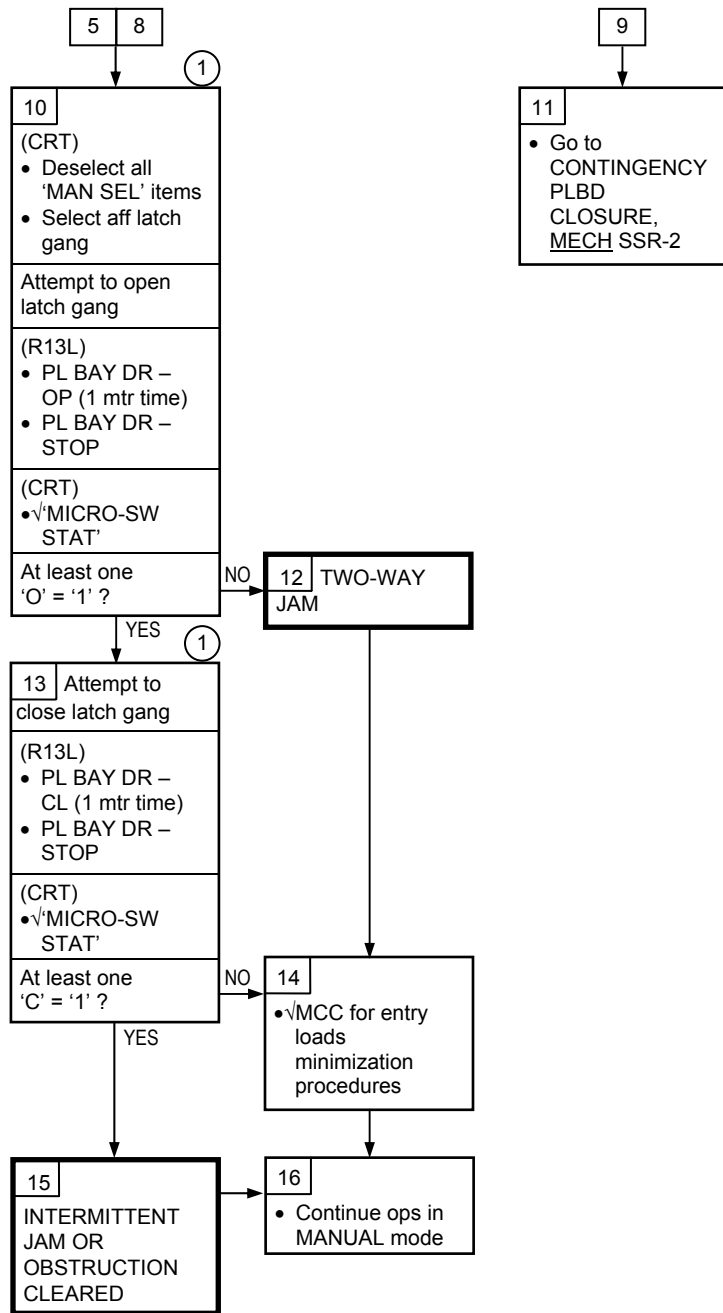 5 8
1
10
(CRT)
• Deselect all
‘MAN SEL’ items
• Select aff latch
gang
Attempt to open
latch gang
(R13L)
• PL BAY DR –
OP (1 mtr time)
• PL BAY DR –
STOP
(CRT)
•√‘MICRO-SW
STAT’
At least one
‘O’ = ‘1’ ?
NO
YES
9
11
• Go to
CONTINGENCY
PLBD
CLOSURE,
MECH SSR-2
12 TWO-WAY
JAM
1
13 Attempt to
close latch gang
(R13L)
• PL BAY DR –
CL (1 mtr time)
• PL BAY DR –
STOP
(CRT)
•√‘MICRO-SW
STAT’
At least one
‘C’ = ‘1’ ?
NO
YES
14
•√MCC for entry
loads
minimization
procedures
15
INTERMITTENT
JAM OR
OBSTRUCTION
CLEARED
16
• Continue ops in
MANUAL mode